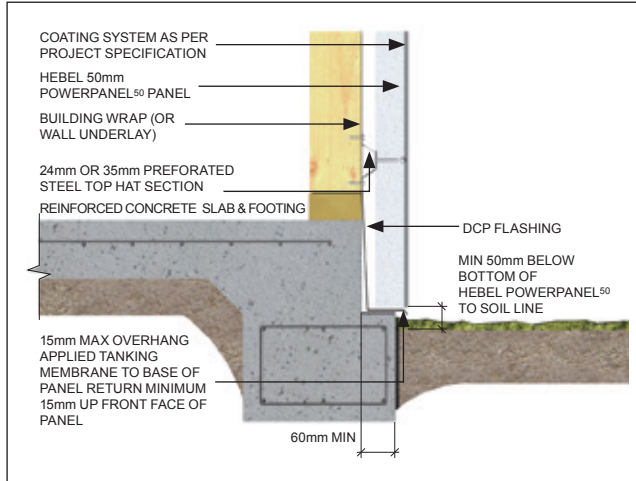 COATING SYSTEM AS PER
PROJECT SPECIFICATION
HEBEL 50mm
POWERPANEL⁵⁰ PANEL
BUILDING WRAP (OR
WALL UNDERLAY)
24mm OR 35mm PREFORATED
STEEL TOP HAT SECTION
REINFORCED CONCRETE SLAB & FOOTING
DCP FLASHING
MIN 50mm BELOW
BOTTOM OF
HEBEL POWERPANEL⁵⁰
TO SOIL LINE
15mm MAX OVERHANG
APPLIED TANKING
MEMBRANE TO BASE OF
PANEL RETURN MINIMUM
15mm UP FRONT FACE OF
PANEL
60mm MIN